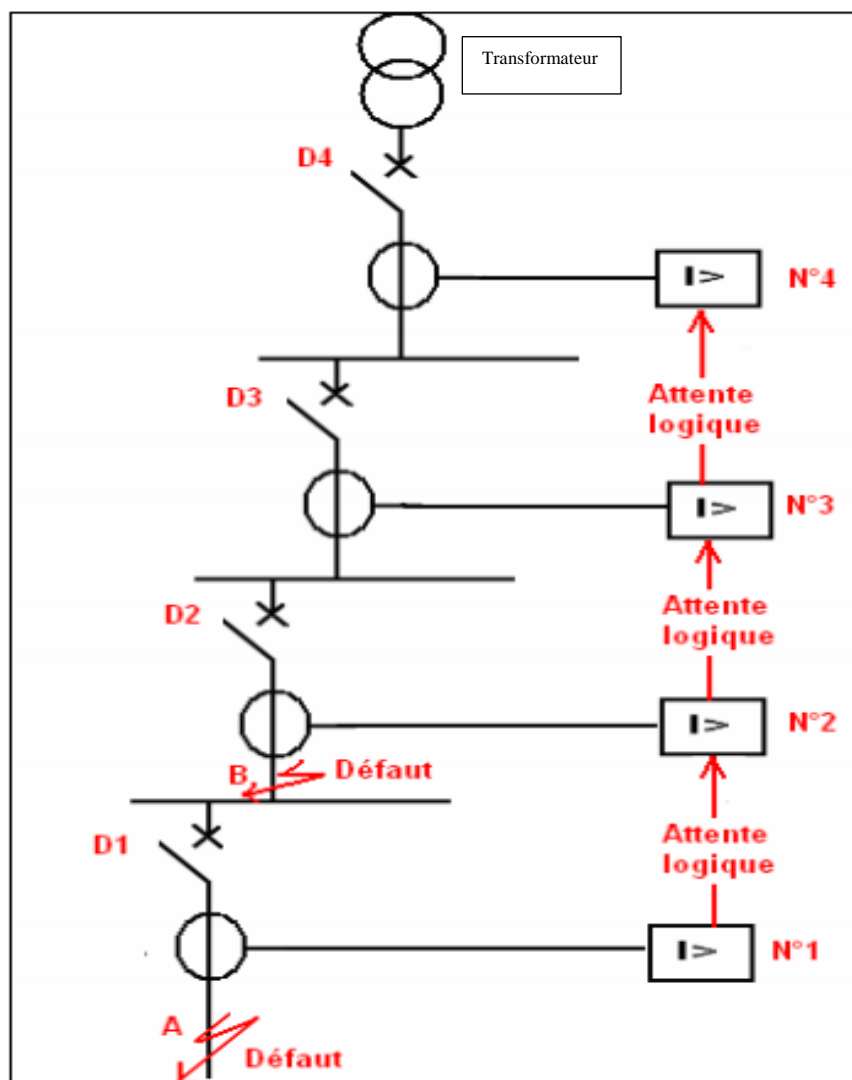 Transformateur
D4
I >
N°4
Attente
logique
D3
I >
N°3
Attente
logique
D2
I >
N°2
B
Défaut
Attente
logique
D1
I >
N°1
A
Défaut